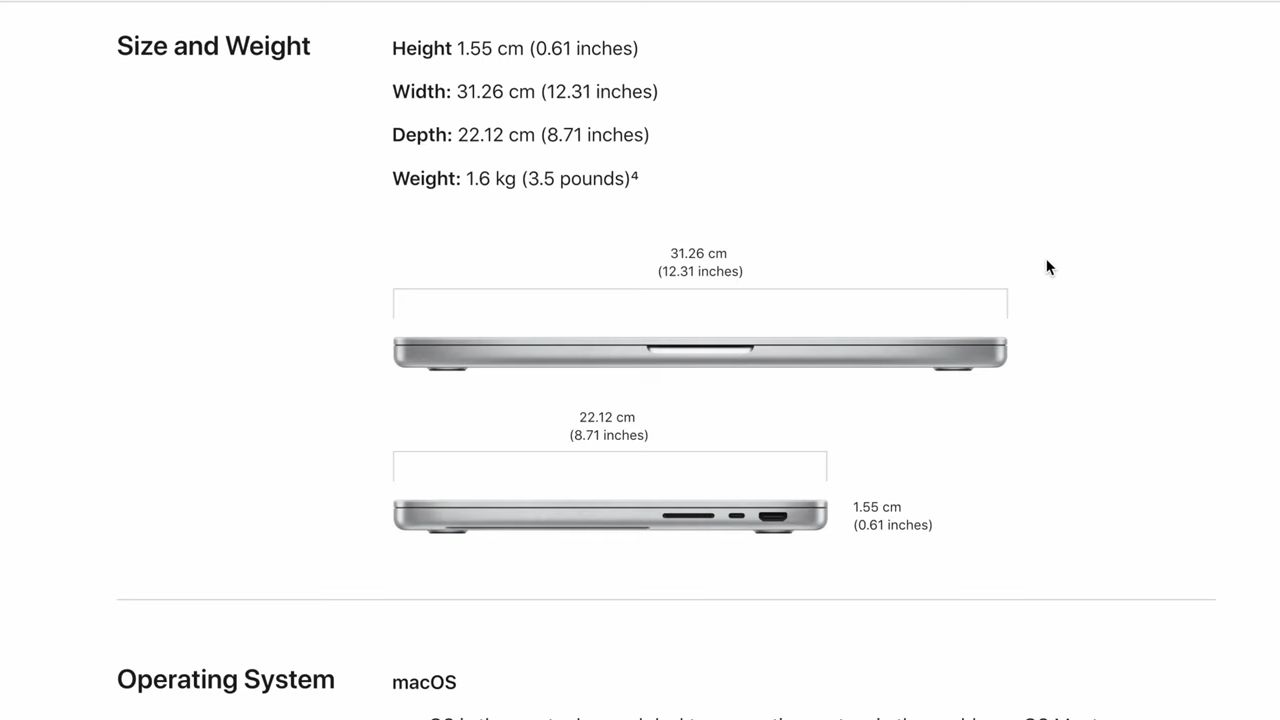 Size and Weight
Height 1.55 cm (0.61 inches)
Width: 31.26 cm (12.31 inches)
Depth: 22.12 cm (8.71 inches)
Weight: 1.6 kg (3.5 pounds)⁴
31.26 cm
(12.31 inches)
22.12 cm
(8.71 inches)
1.55 cm
(0.61 inches)
Operating System
macOS